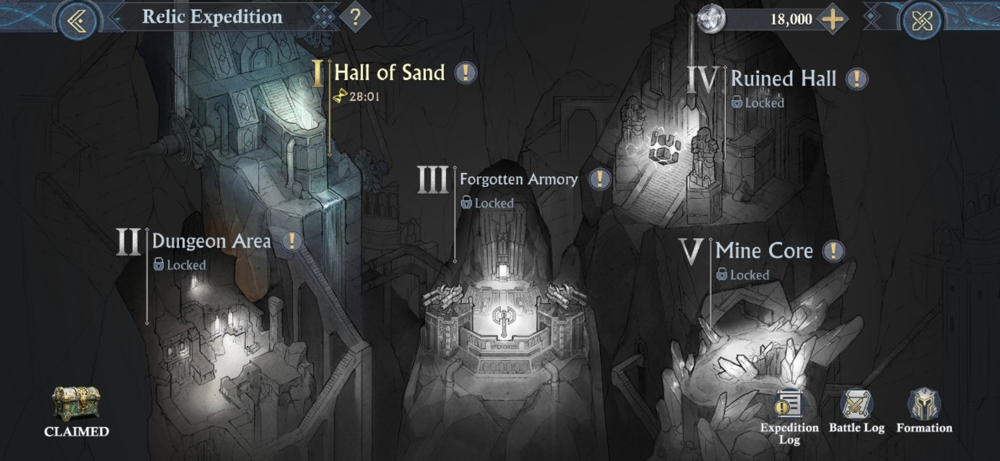 Relic Expedition
?
18,000
I
Hall of Sand
!
28:01
IV
Ruined Hall
!
Locked
III
Forgotten Armory
!
Locked
II
Dungeon Area
!
Locked
V
Mine Core
!
Locked
CLAIMED
Expedition
Log
Battle Log
Formation